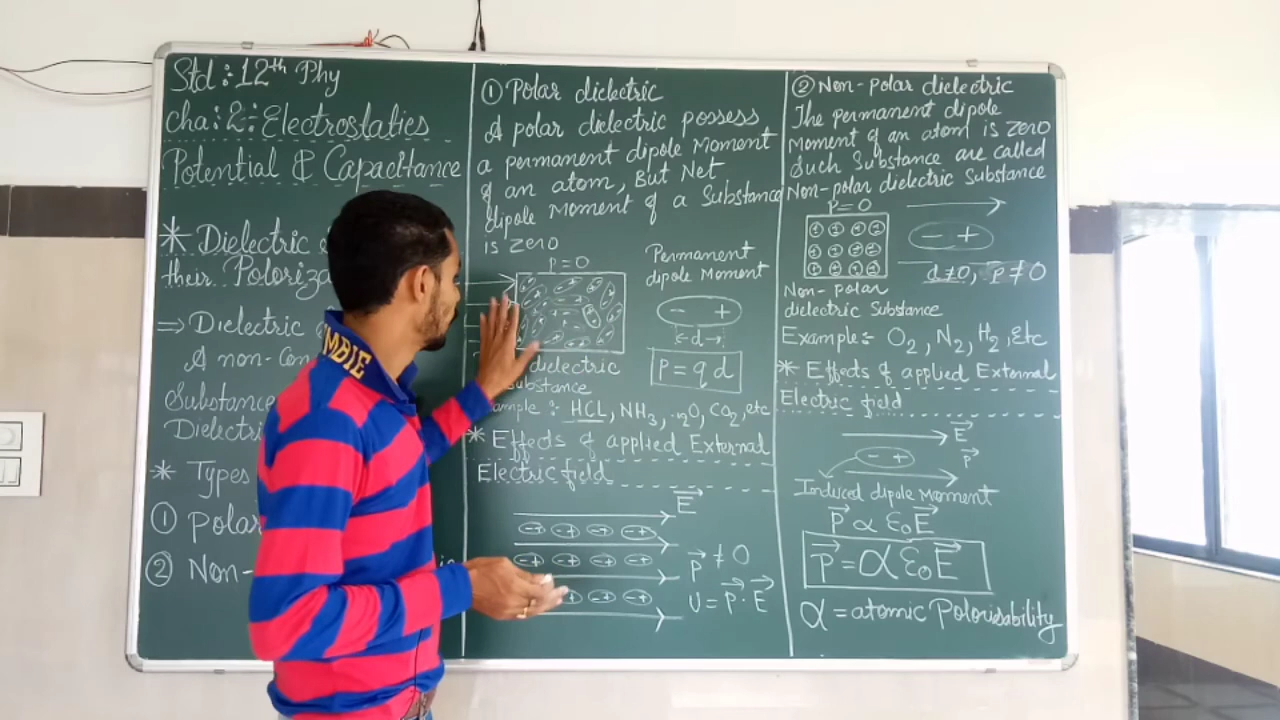 Std: 12th Phy
cha: 2: Electrostatics
Potential & Capacitance
* Dielectric
their Polariza
⇒ Dielectric
A non-Con
Substance
Dielectri
* Types
① Polar
② Non-
① Polar dielectric
A polar dielectric possess
a permanent dipole Moment
of an atom, But Net
dipole Moment of a Substance
is zero
P=0
Permanent
dipole Moment
- +
←d→
P = q d
dielectric
Substance
ample: HCL, NH3, H2O, CO2, etc
* Effects of applied External
Electric field
E⃗
-+ -+ -+ -+
-+ -+ -+ -+
-+ -+
p⃗ ≠ 0
U = p⃗ · E⃗
② Non-polar dielectric
The permanent dipole
Moment of an atom is zero
Such Substance are called
Non-polar dielectric Substance
P=0
- +
d≠0, P≠0
Non-polar
dielectric Substance
Example: O2, N2, H2, Etc
* Effects of applied External
Electric field
E⃗
- +
p⃗
Induced dipole Moment
p⃗ α ε0E⃗
p⃗ = α ε0E⃗
α = atomic Polarisability
MBIE